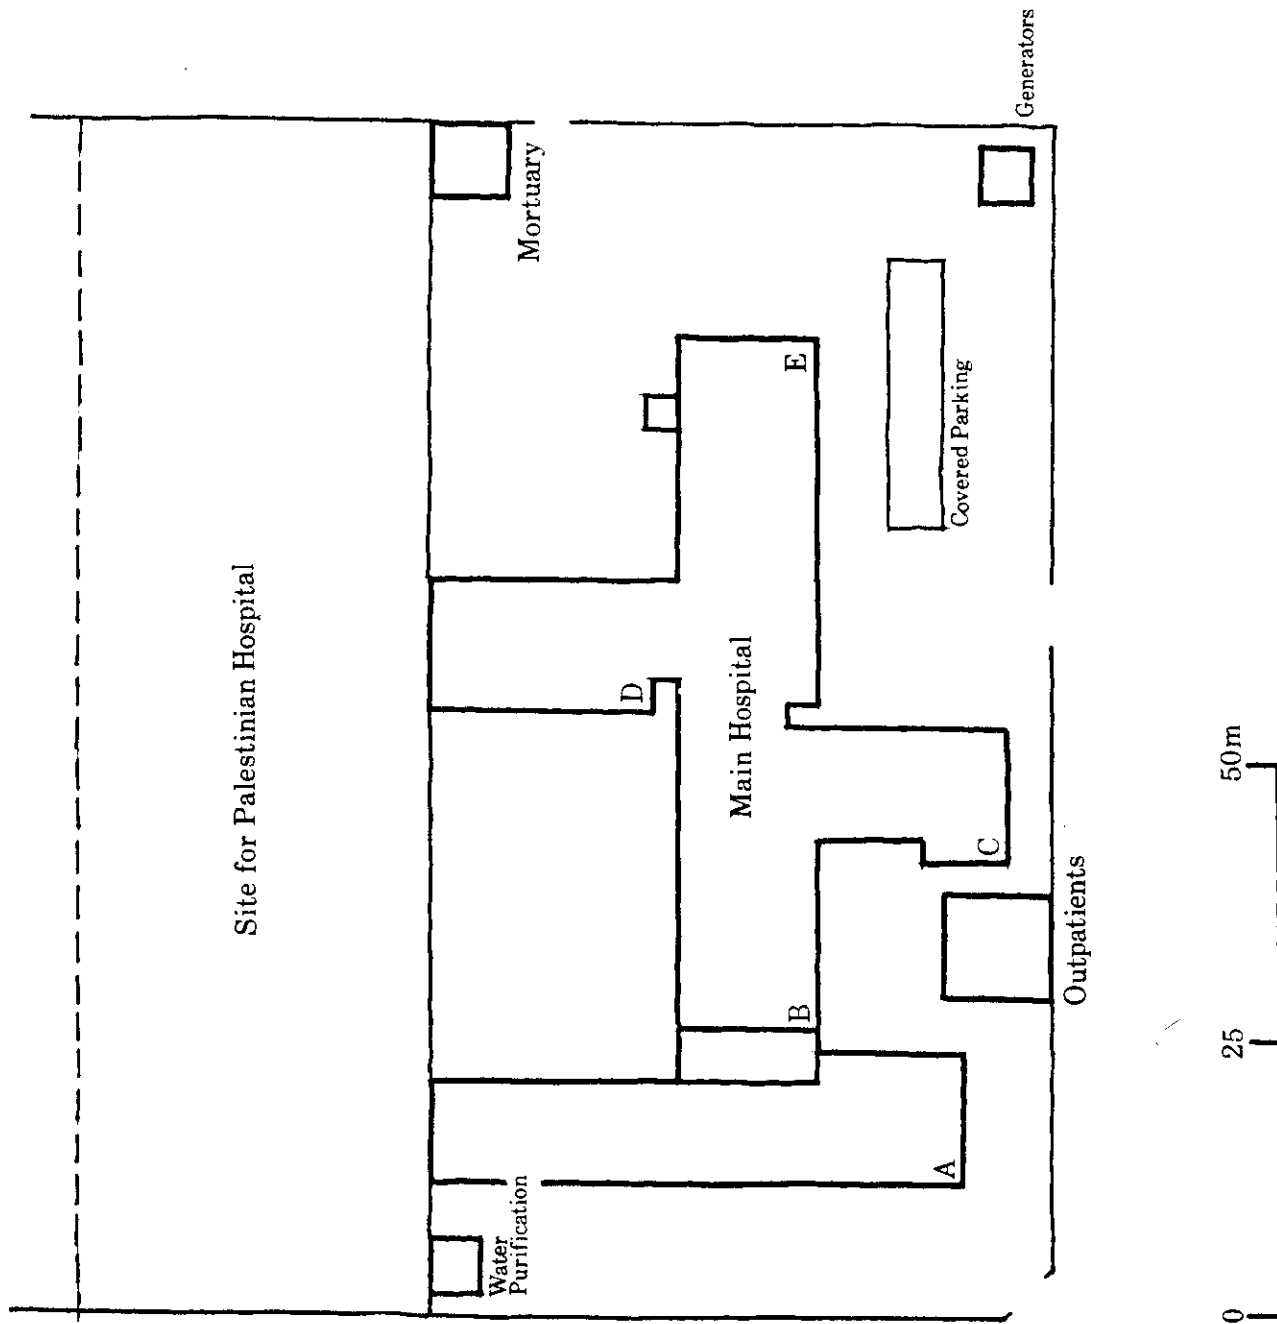 Site for Palestinian Hospital
Water
Purification
Mortuary
D
Main Hospital
B
E
A
C
Covered Parking
Outpatients
Generators
0
25
50m